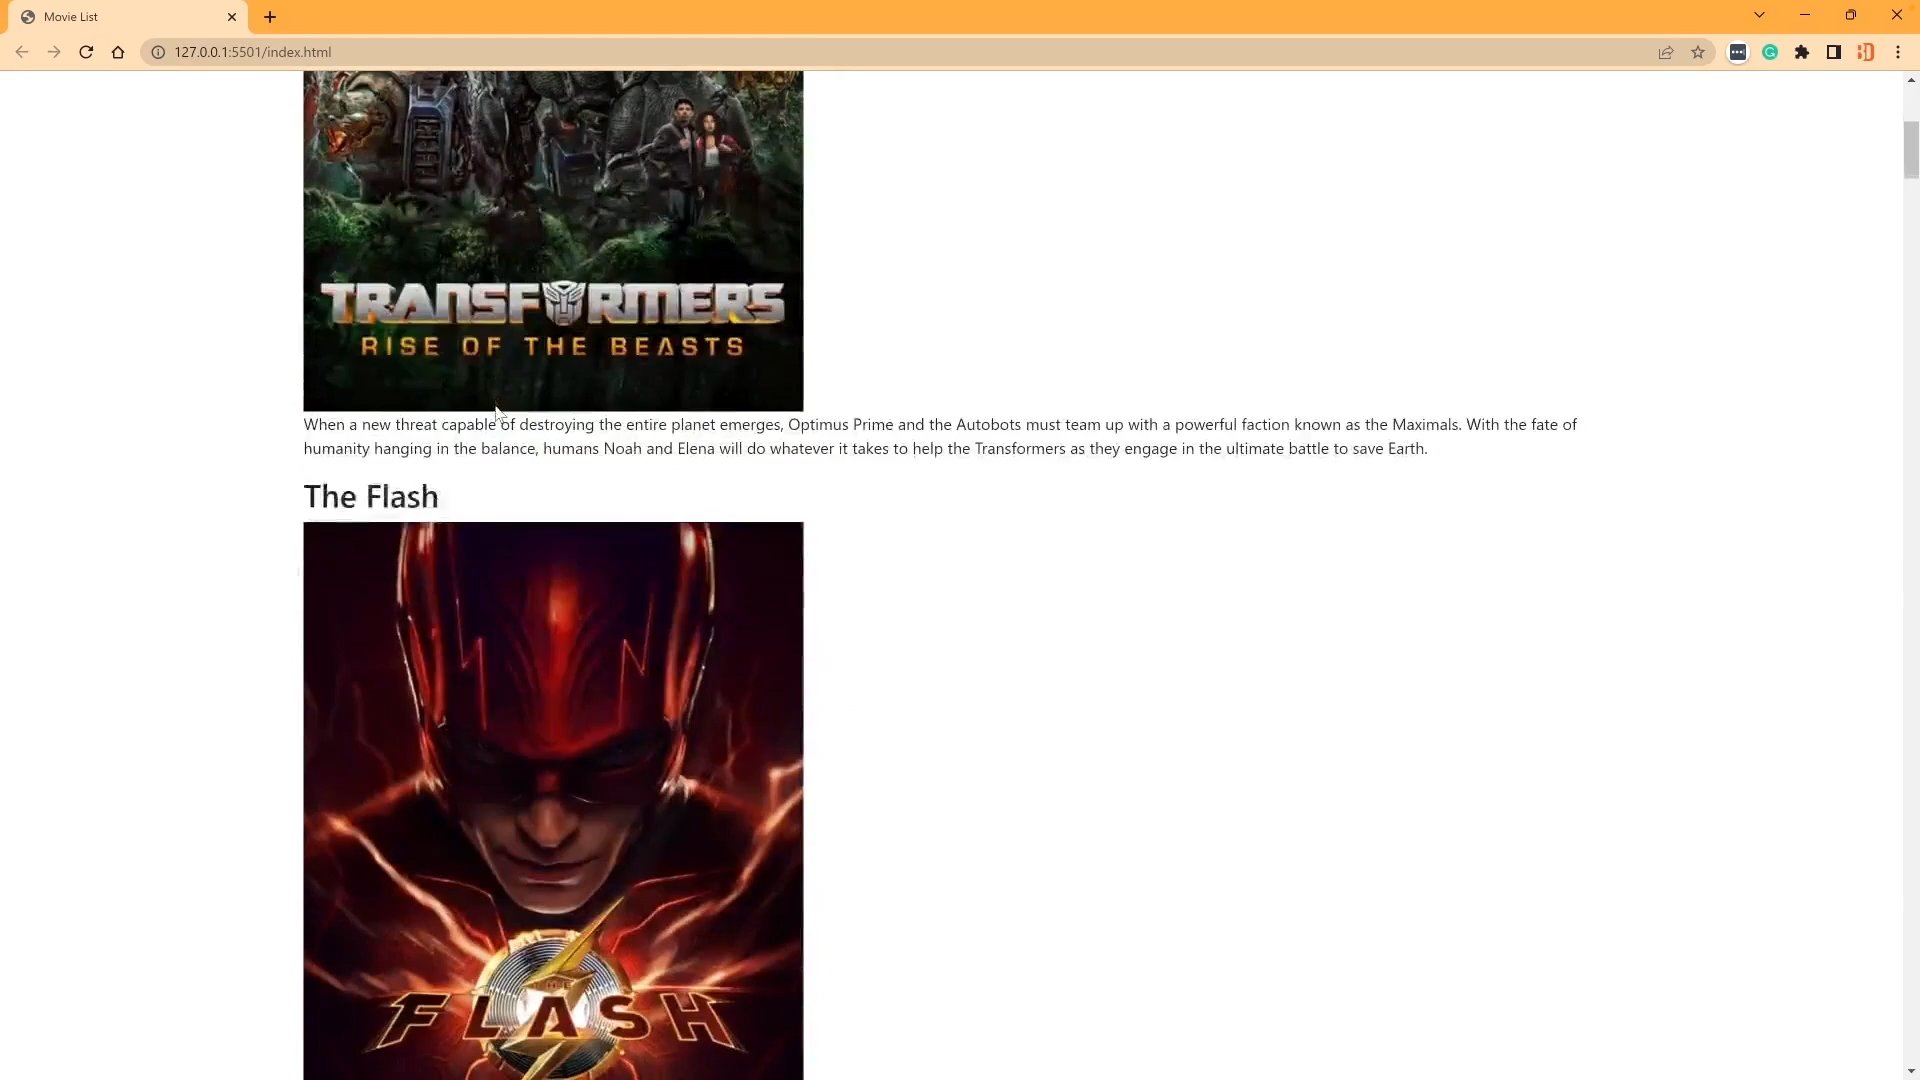 Movie List
127.0.0.1:5501/index.html
TRANSFORMERS
RISE OF THE BEASTS
When a new threat capable of destroying the entire planet emerges, Optimus Prime and the Autobots must team up with a powerful faction known as the Maximals. With the fate of
humanity hanging in the balance, humans Noah and Elena will do whatever it takes to help the Transformers as they engage in the ultimate battle to save Earth.
The Flash
THE
FLASH